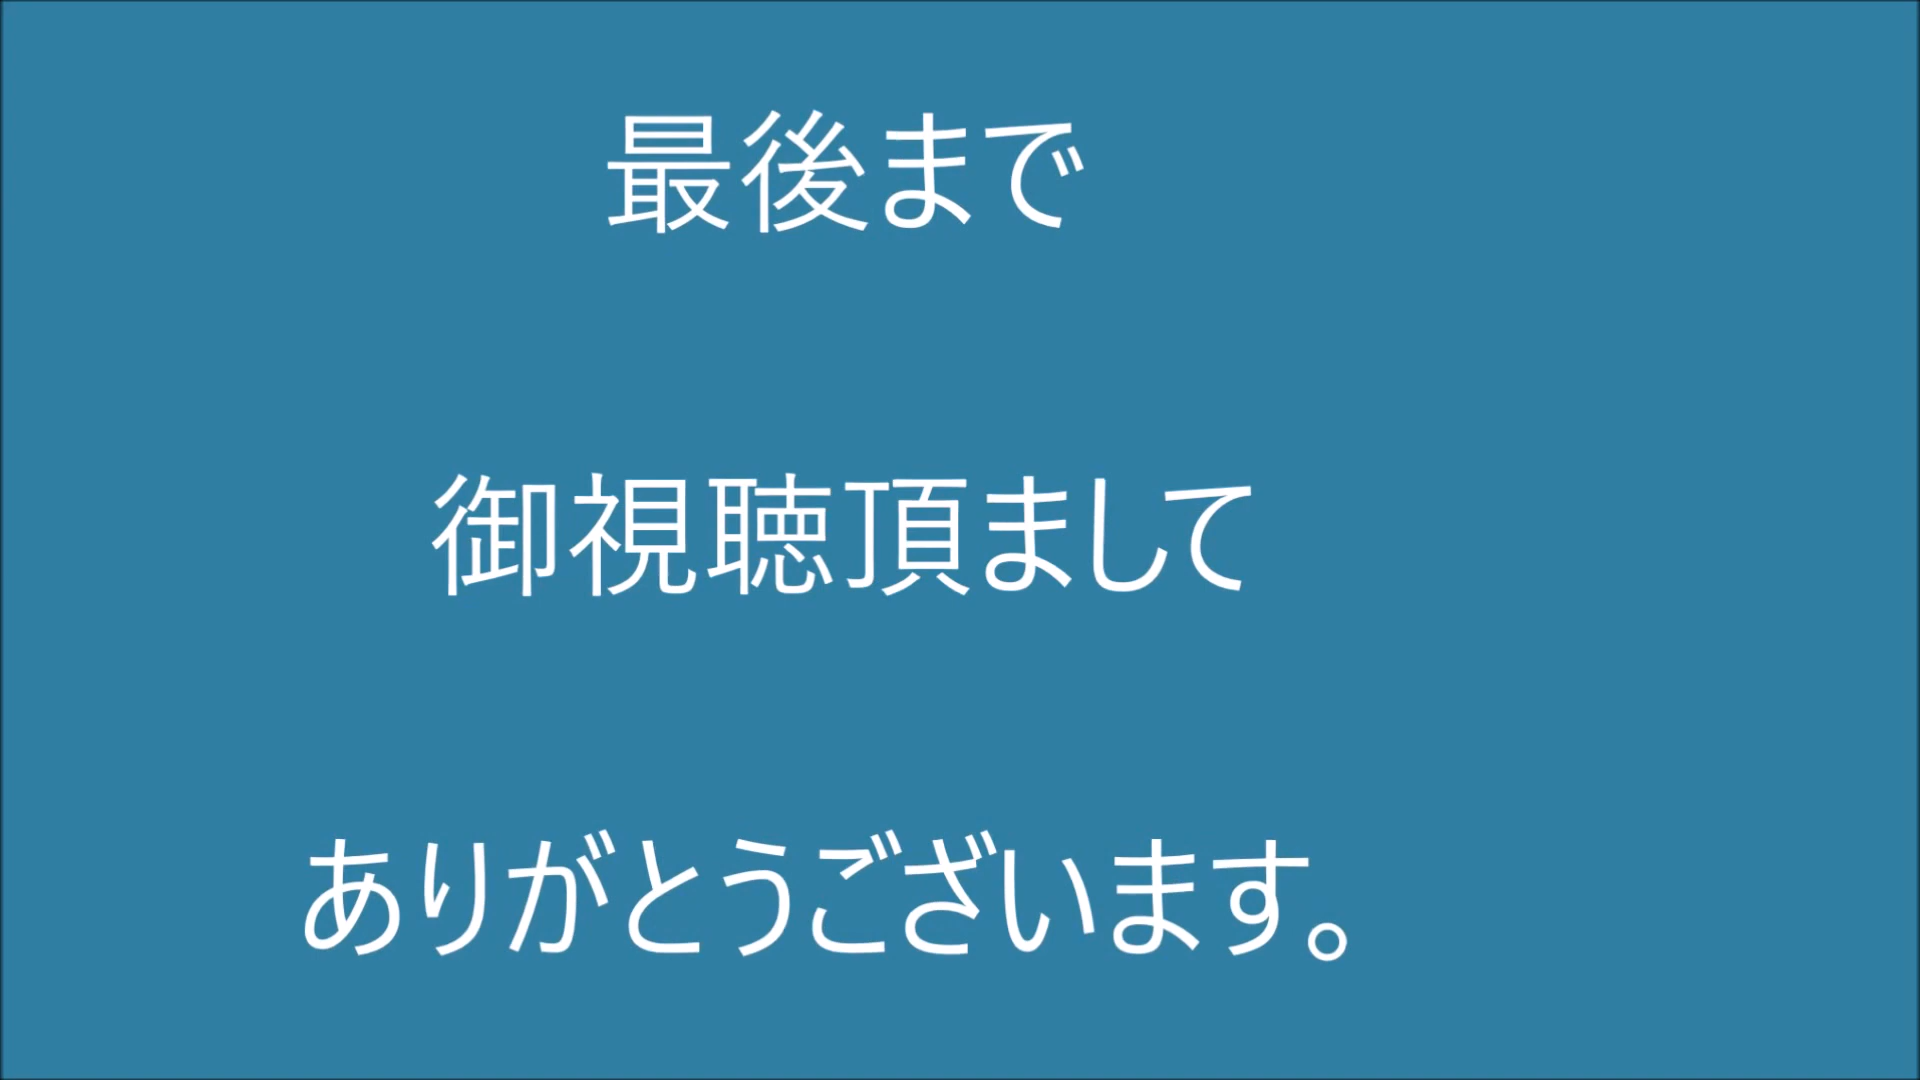 最後まで
御視聴頂まして
ありがとうございます。